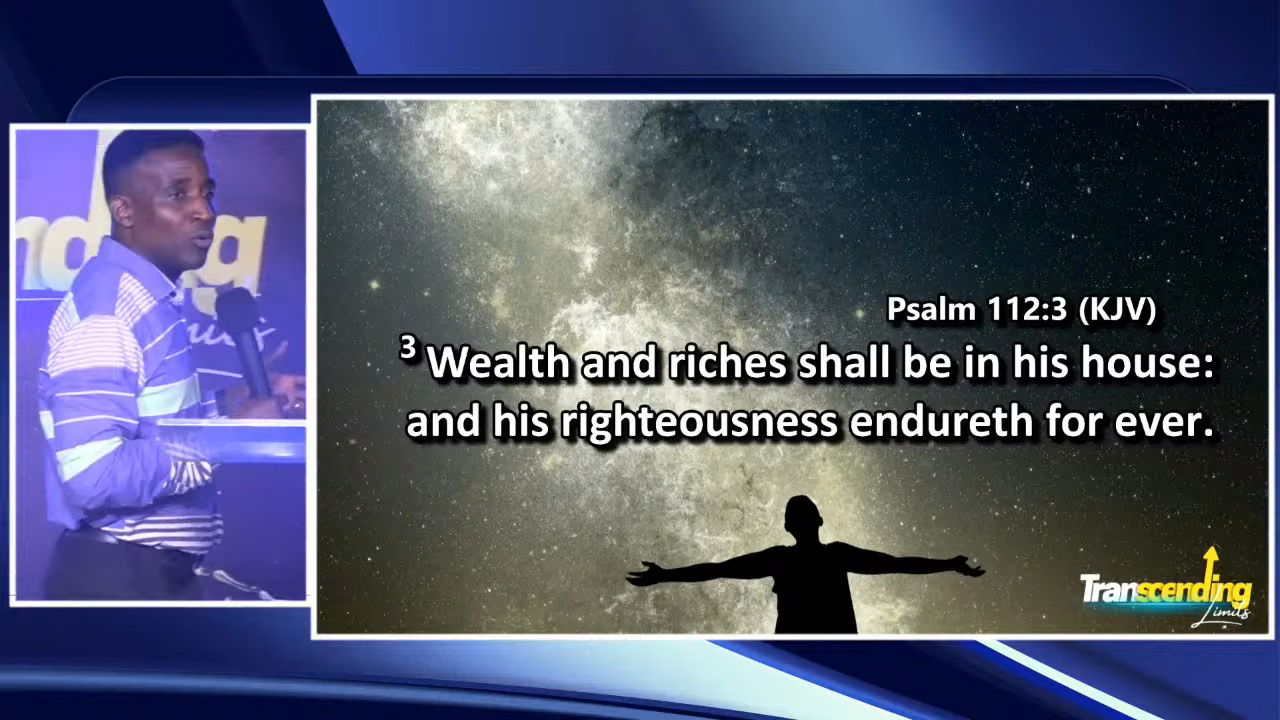 Psalm 112:3 (KJV)
3 Wealth and riches shall be in his house:
and his righteousness endureth for ever.
Transcending
Limits